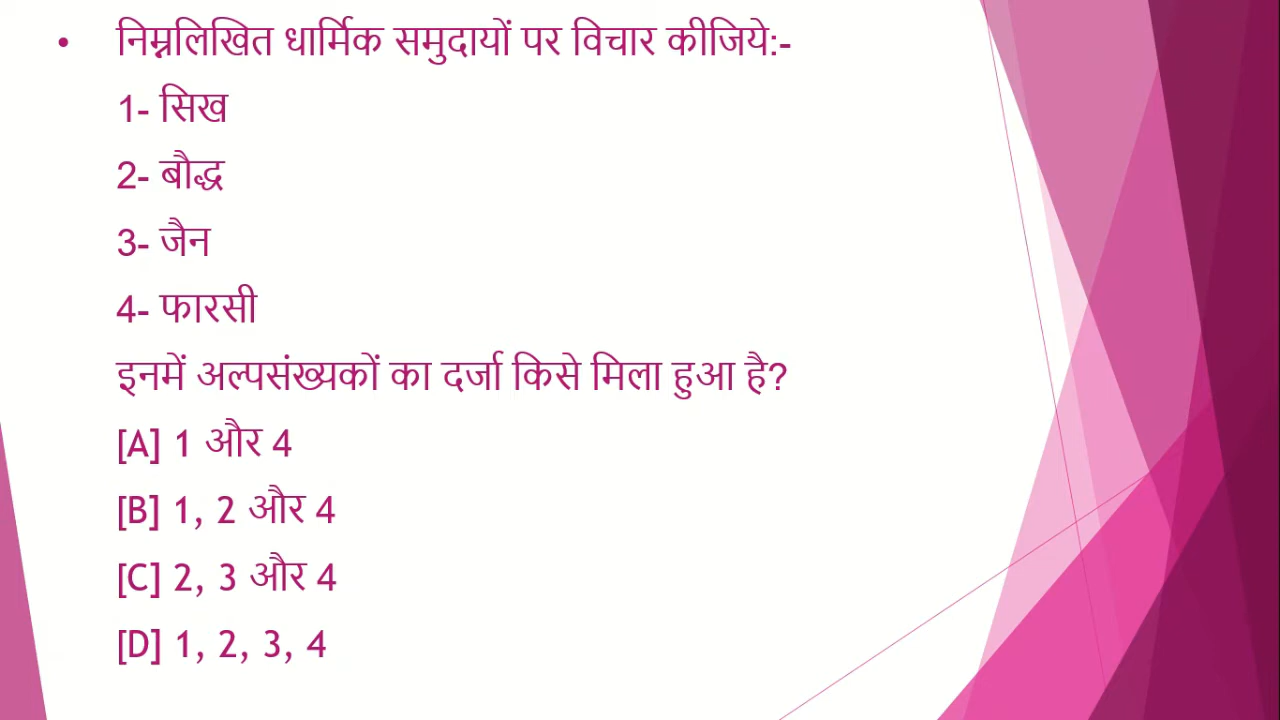 • निम्नलिखित धार्मिक समुदायों पर विचार कीजिये:-
1- सिख
2- बौद्ध
3- जैन
4- फारसी
इनमें अल्पसंख्यकों का दर्जा किसे मिला हुआ है?
[A] 1 और 4
[B] 1, 2 और 4
[C] 2, 3 और 4
[D] 1, 2, 3, 4